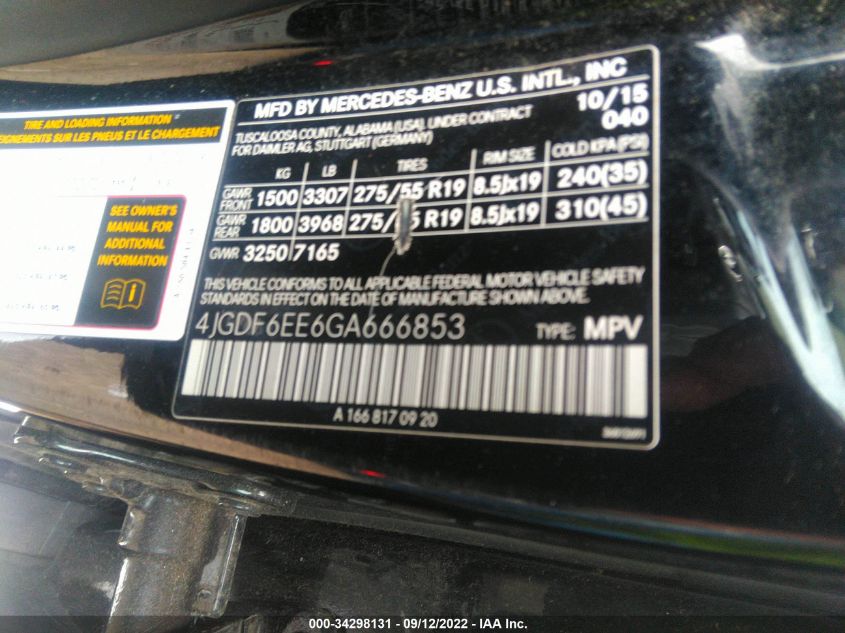 TIRE AND LOADING INFORMATION
EIGNEMENTS SUR LES PNEUS ET LE CHARGEMENT
SEE OWNER'S
MANUAL FOR
ADDITIONAL
INFORMATION
MFD BY MERCEDES-BENZ U.S. INTL., INC
TUSCALOOSA COUNTY, ALABAMA (USA), UNDER CONTRACT 10/15
FOR DAIMLER AG, STUTTGART (GERMANY) 040
KG LB TIRES RIM SIZE COLD KPA (PSI)
GAWR FRONT 1500 3307 275/55 R19 8.5Jx19 240(35)
GAWR REAR 1800 3968 275/ 5 R19 8.5Jx19 310(45)
GVWR 3250 7165
THIS VEHICLE CONFORMS TO ALL APPLICABLE FEDERAL MOTOR VEHICLE SAFETY
STANDARDS IN EFFECT ON THE DATE OF MANUFACTURE SHOWN ABOVE.
4JGDF6EE6GA666853 TYPE: MPV
A 166 817 09 20
000-34298131 - 09/12/2022 - IAA Inc.